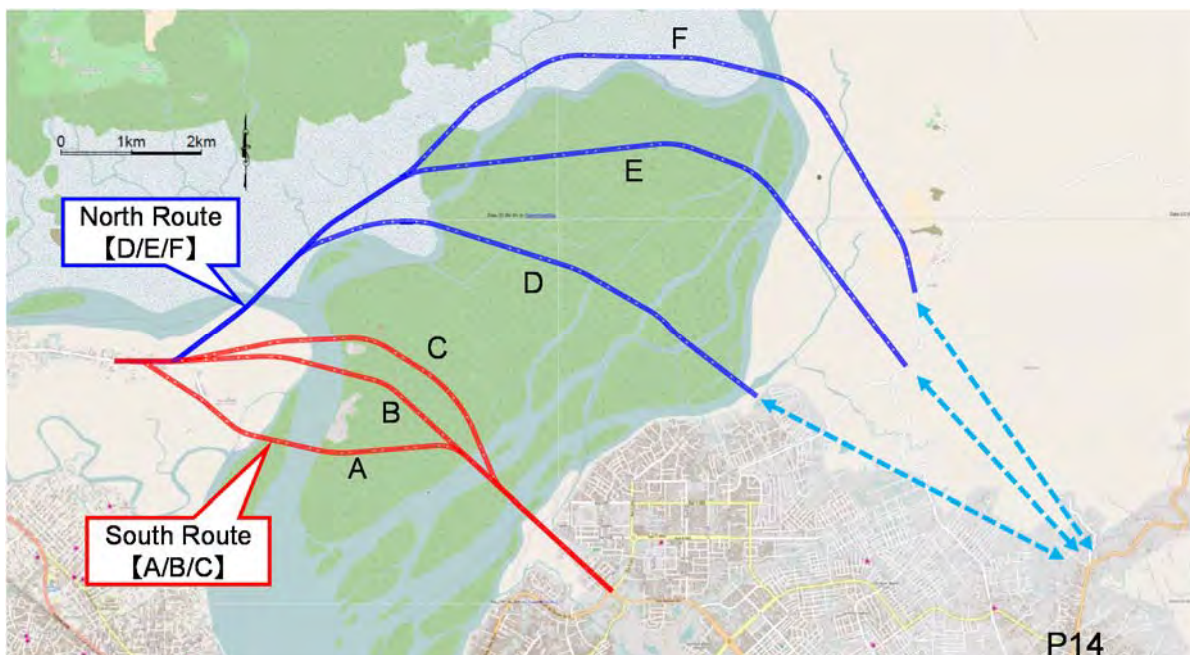 F
0 1km 2km
E
North Route
【D/E/F】
D
C
B
A
South Route
【A/B/C】
P14